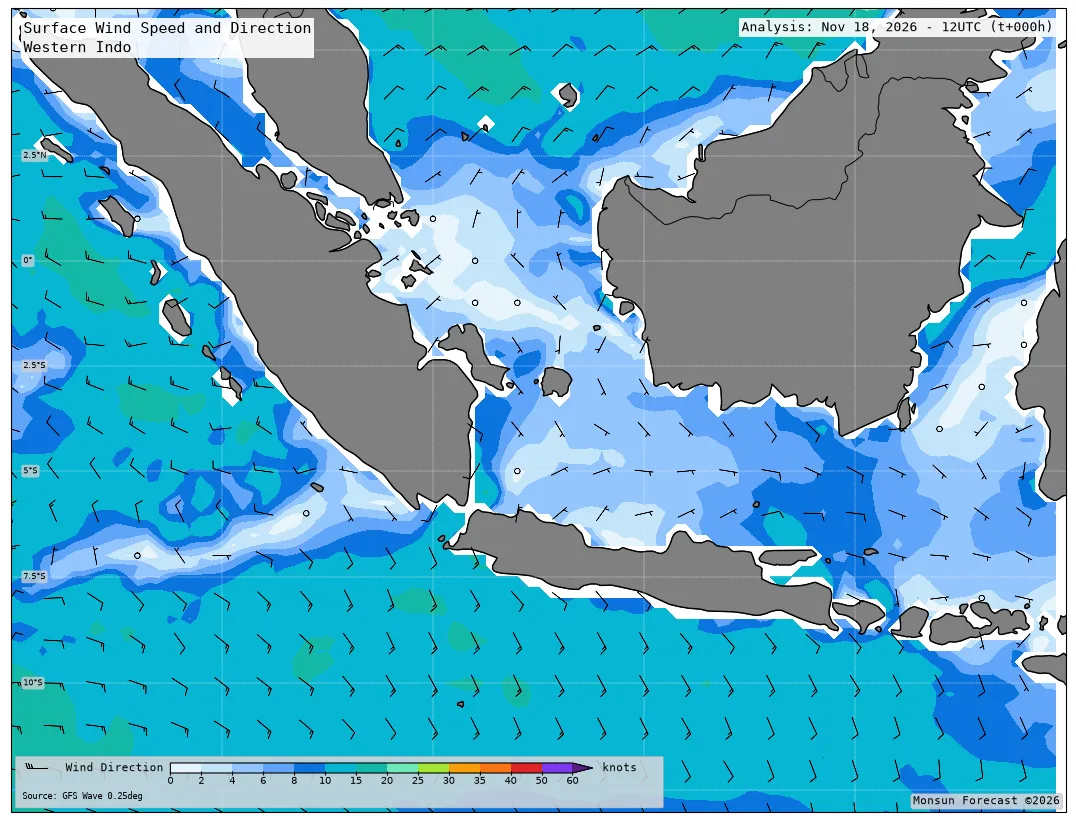 Surface Wind Speed and Direction
Western Indo
Analysis: Nov 18, 2026 - 12UTC (t+000h)
2.5°N
0°
2.5°S
5°S
7.5°S
10°S
Wind Direction
knots
0 2 4 6 8 10 15 20 25 30 40 50 60
Source: GFS Wave 0.25deg
Monsun Forecast ©2026